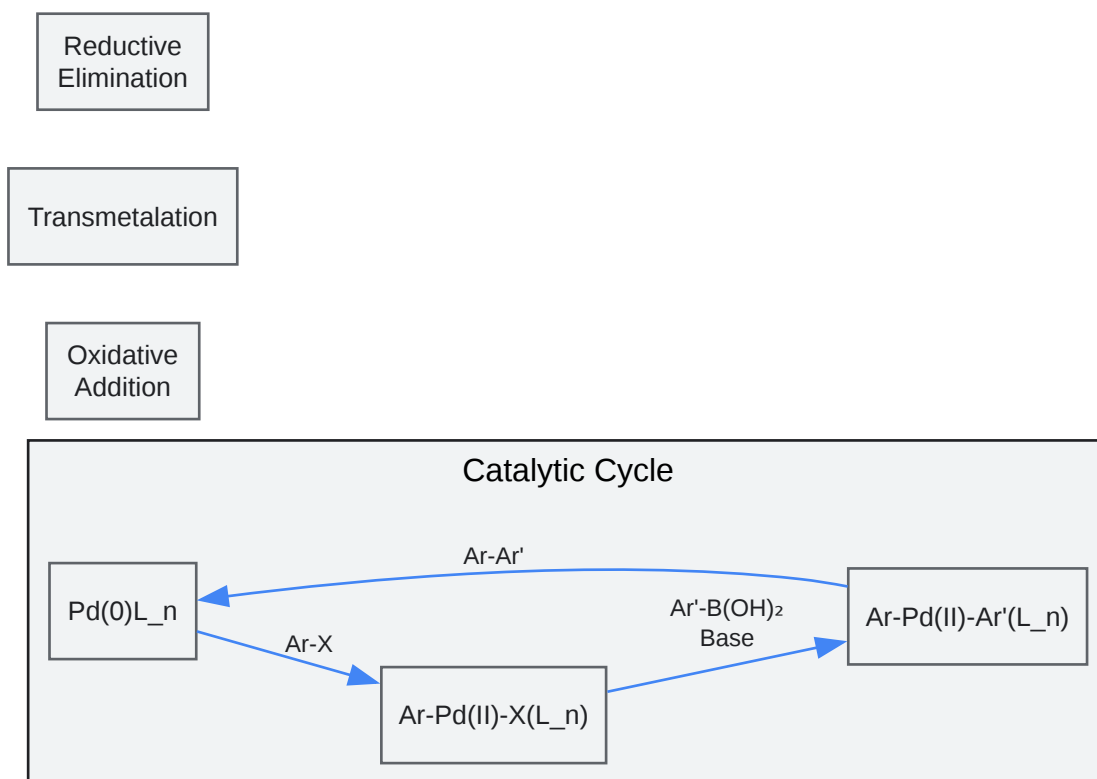 Reductive
Elimination
Transmetalation
Oxidative
Addition
Catalytic Cycle
Ar-Ar'
Pd(0)L_n
Ar-X
Ar'-B(OH)₂
Base
Ar-Pd(II)-Ar'(L_n)
Ar-Pd(II)-X(L_n)